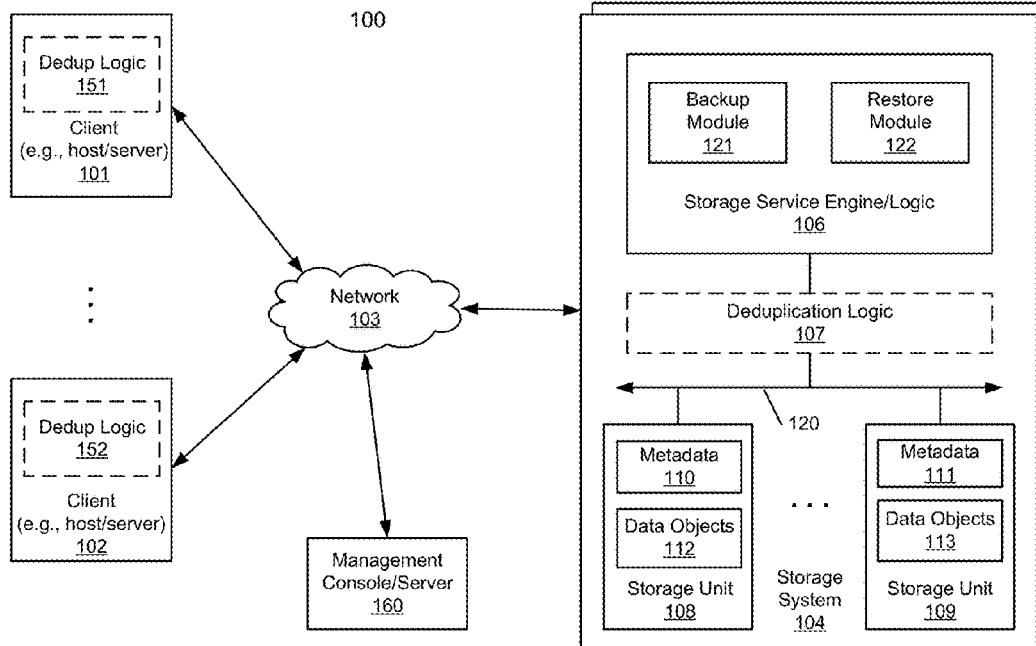 100
Dedup Logic
151
Client
(e.g., host/server)
101
Dedup Logic
152
Client
(e.g., host/server)
102
Network
103
Management
Console/Server
160
Backup
Module
121
Restore
Module
122
Storage Service Engine/Logic
106
Deduplication Logic
107
120
Metadata
110
Data Objects
112
Storage Unit
108
Storage
System
104
Metadata
111
Data Objects
113
Storage Unit
109